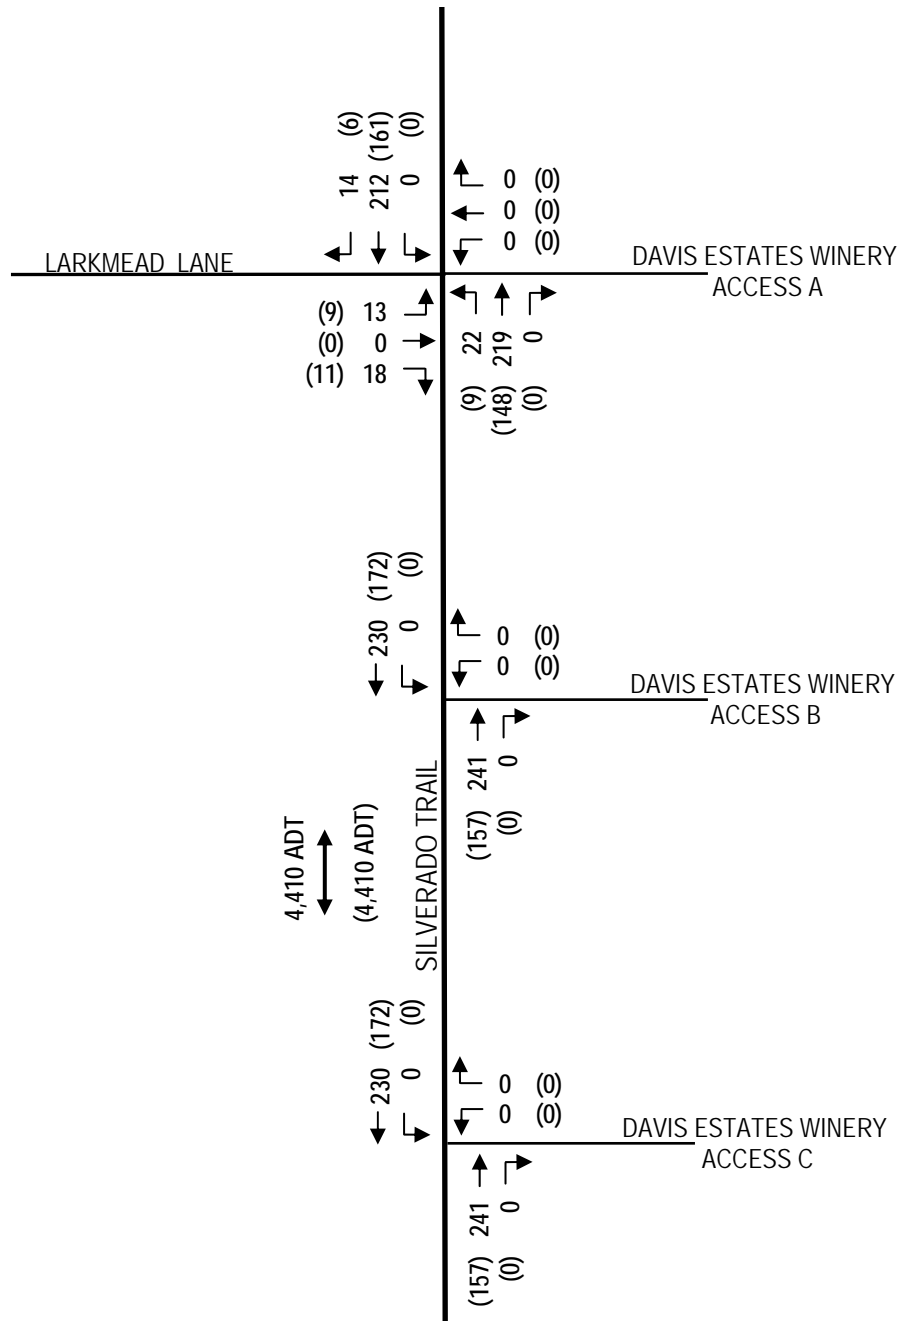 (6) (161) (0)
14 212 0
0 (0)
0 (0)
0 (0)
LARKMEAD LANE
DAVIS ESTATES WINERY
ACCESS A
(9) 13
(0) 0
(11) 18
22 219 0
(9) (148) (0)
(172) (0)
230 0
0 (0)
0 (0)
DAVIS ESTATES WINERY
ACCESS B
241 0
(157) (0)
4,410 ADT
(4,410 ADT)
SILVERADO TRAIL
(172) (0)
230 0
0 (0)
0 (0)
DAVIS ESTATES WINERY
ACCESS C
241 0
(157) (0)